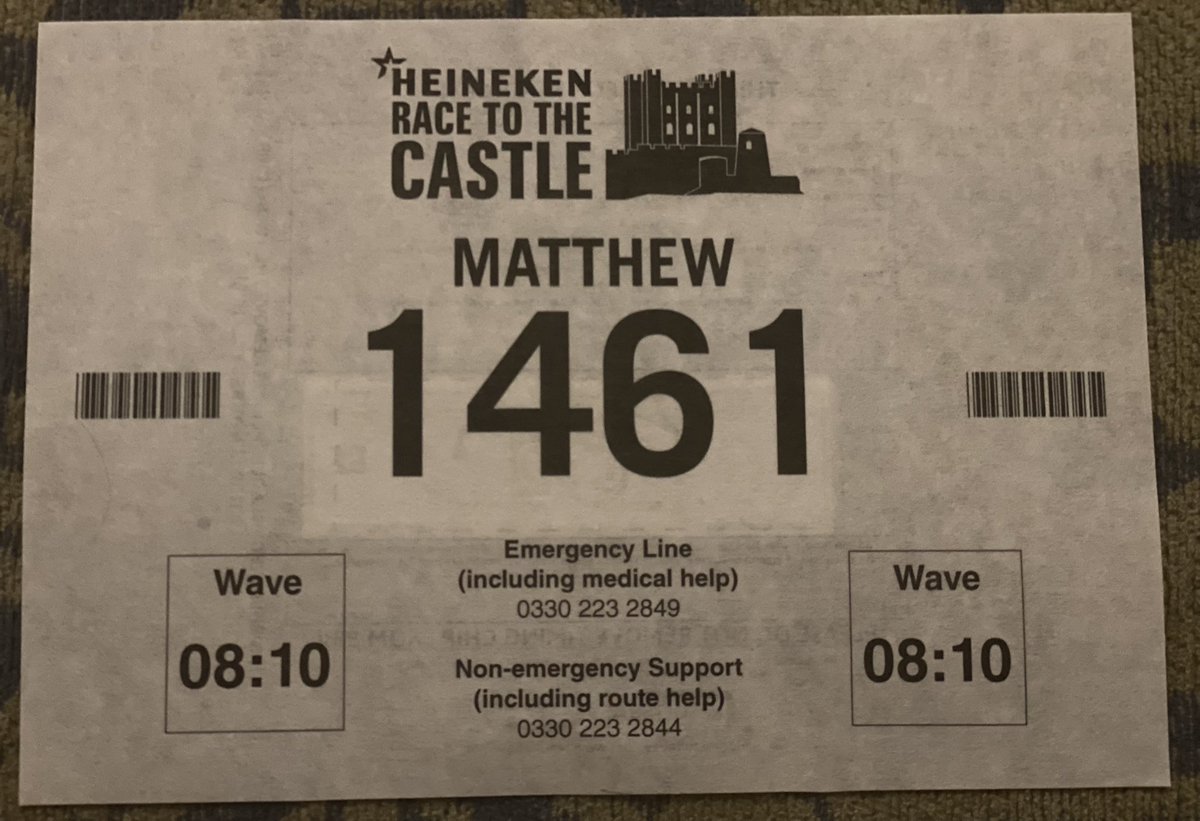 HEINEKEN
RACE TO THE
CASTLE
MATTHEW
1461
Emergency Line
(including medical help)
0330 223 2849
Wave
08:10
Wave
08:10
Non-emergency Support
(including route help)
0330 223 2844